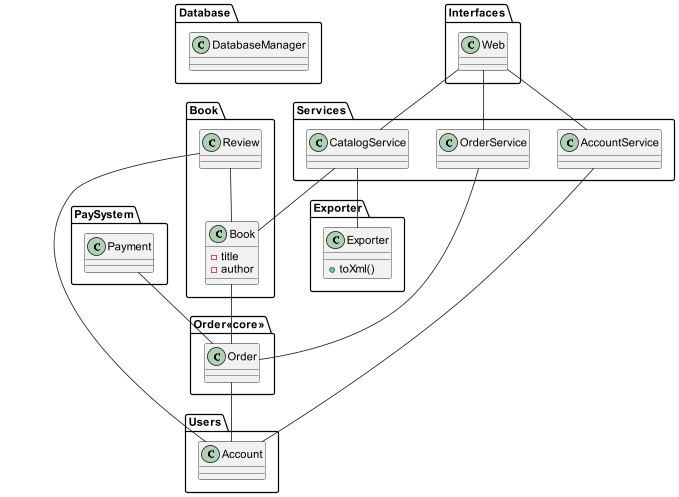 Database
C DatabaseManager
Interfaces
C Web
Book
C Review
C Book
title
author
Services
C CatalogService
C OrderService
C AccountService
PaySystem
C Payment
Exporter
C Exporter
toXml()
Order«core»
C Order
Users
C Account